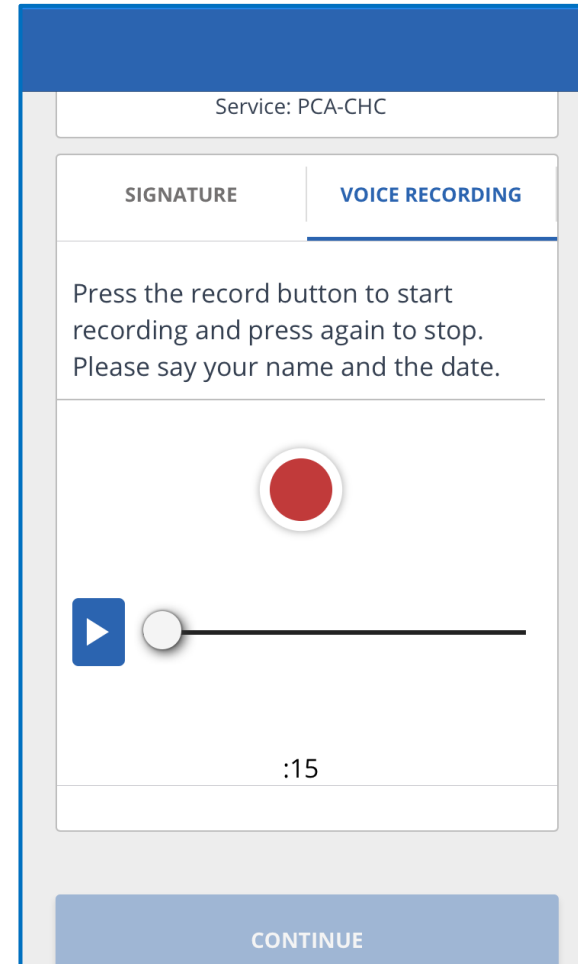 Service: PCA-CHC
SIGNATURE
VOICE RECORDING
Press the record button to start
recording and press again to stop.
Please say your name and the date.
:15
CONTINUE